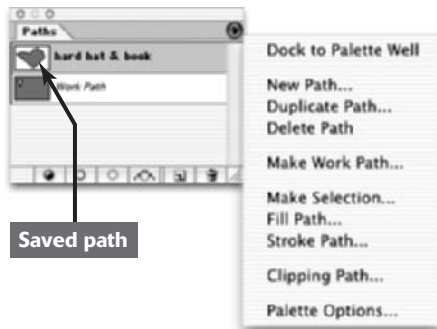 Paths
hard hat & book
Work Path
Saved path
Dock to Palette Well
New Path...
Duplicate Path...
Delete Path
Make Work Path...
Make Selection...
Fill Path...
Stroke Path...
Clipping Path...
Palette Options...